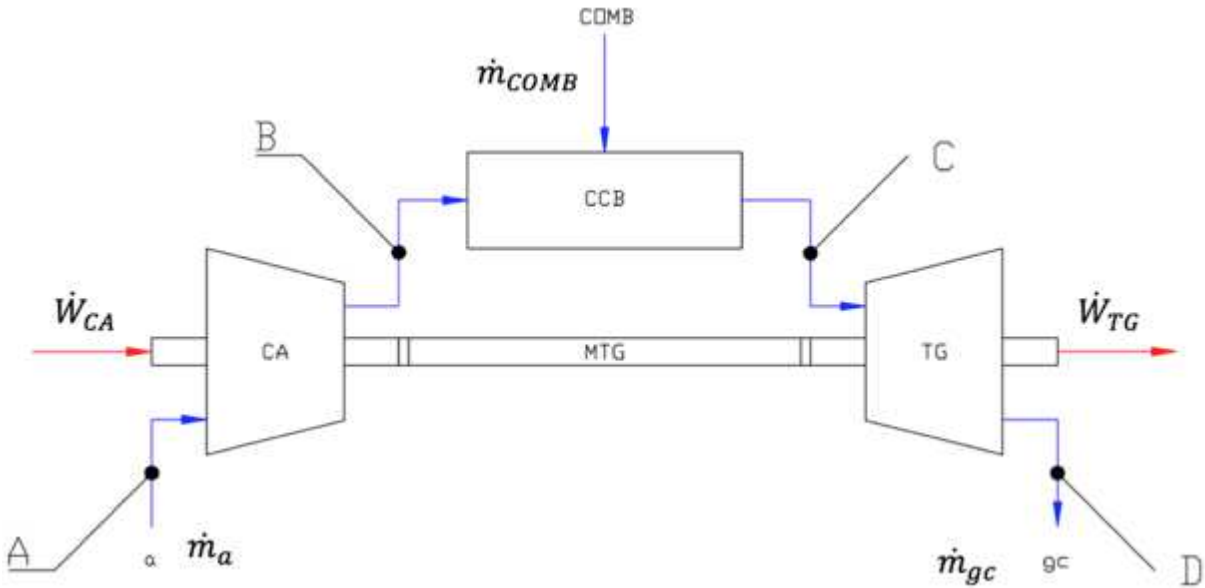 COMB
ṁ_COMB
B
C
CCB
Ẇ_CA
Ẇ_TG
CA
MTG
TG
A
a
ṁ_a
ṁ_gc
gc
D